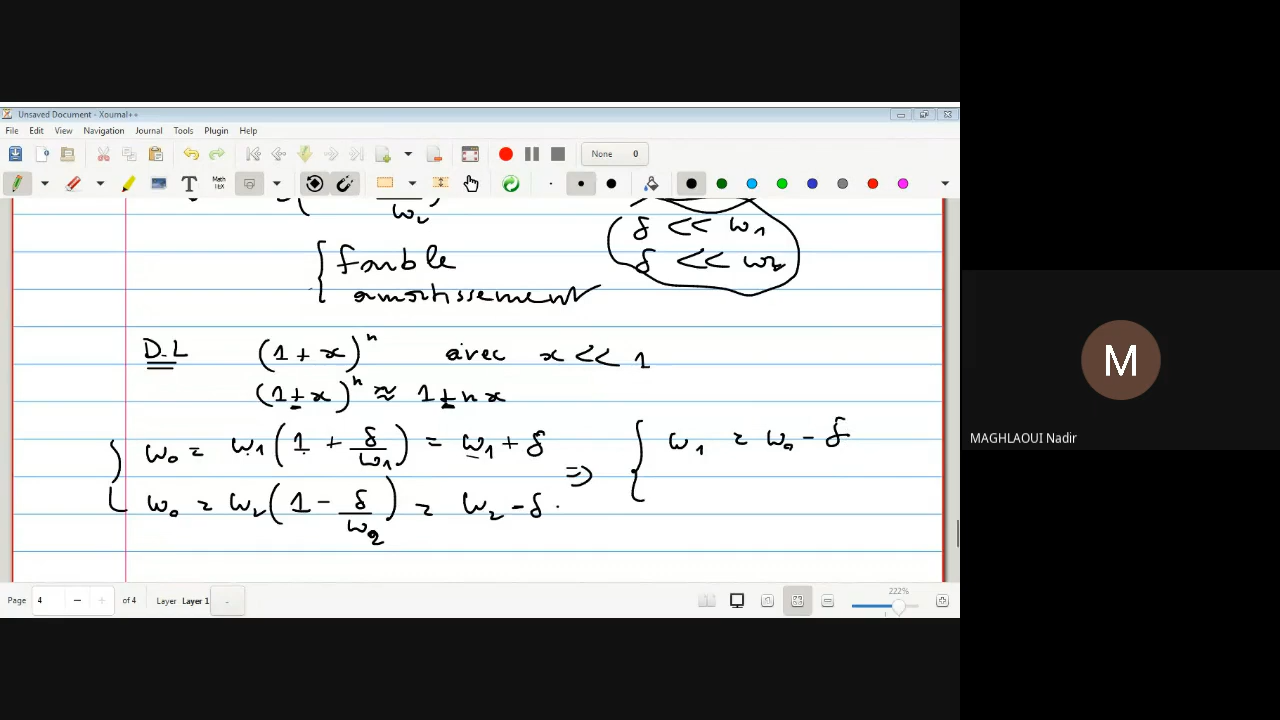 Unsaved Document - Xournal++
File Edit View Navigation Journal Tools Plugin Help
None 0
ω₂
δ << ω₁
{ faible
δ << ω₂
amortissement
D.L (1 + x)ⁿ avec x << 1
(1 ± x)ⁿ ≈ 1 ± n x
{ ω₀ = ω₁(1 + δ/ω₁) = ω₁ + δ
⇒ { ω₁ = ω₀ - δ
ω₀ = ω₂(1 - δ/ω₂) = ω₂ - δ.
M
MAGHLAOUI Nadir
Page 4 of 4 Layer Layer 1
222%